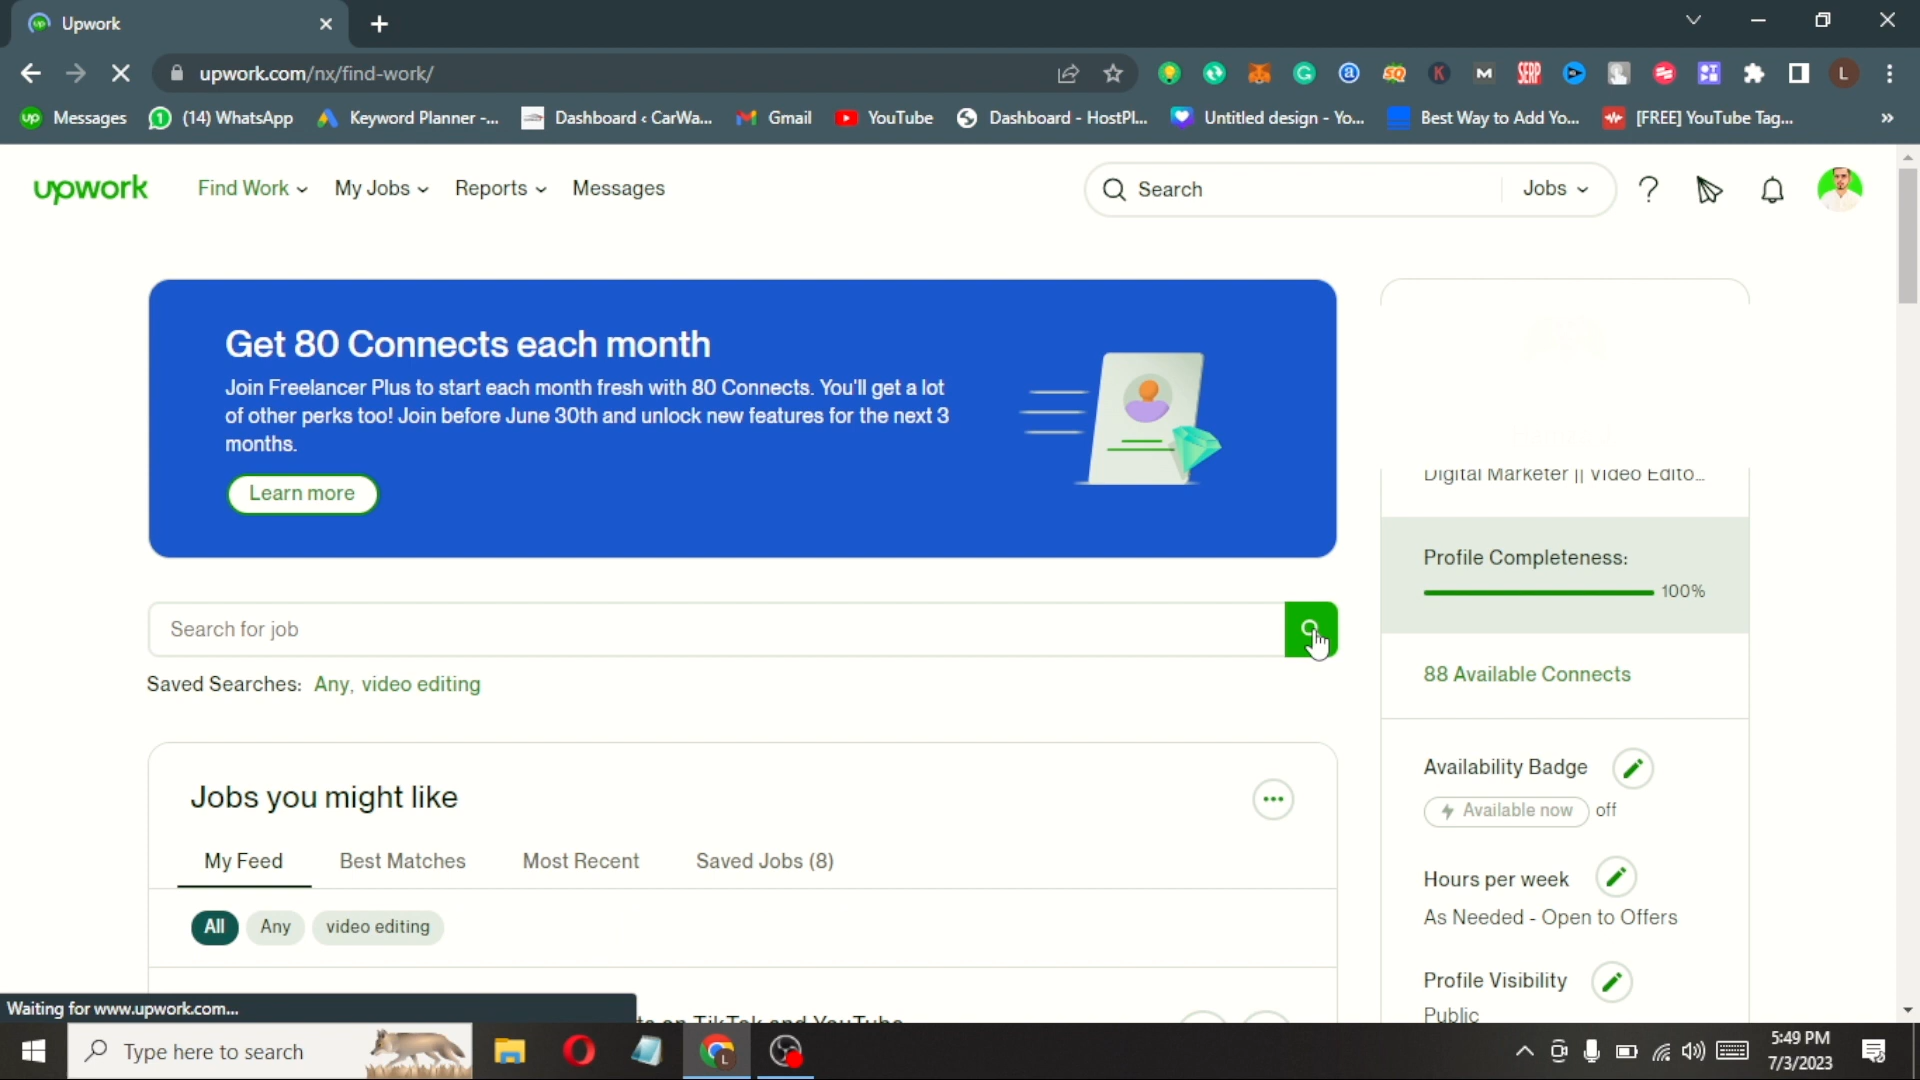 Upwork
upwork.com/nx/find-work/
SQ K M SERP L
Messages (14) WhatsApp Keyword Planner -... Dashboard ‹ CarWa... Gmail YouTube Dashboard - HostPl... Untitled design - Yo... Best Way to Add Yo... [FREE] YouTube Tag... »
upwork Find Work My Jobs Reports Messages Search Jobs ?
Get 80 Connects each month
Join Freelancer Plus to start each month fresh with 80 Connects. You'll get a lot
of other perks too! Join before June 30th and unlock new features for the next 3
months.
Learn more
Digital Marketer || Video Edito...
Profile Completeness:
100%
Search for job
Saved Searches: Any, video editing
88 Available Connects
Jobs you might like
Availability Badge
Available now off
My Feed Best Matches Most Recent Saved Jobs (8)
Hours per week
As Needed - Open to Offers
All Any video editing
Profile Visibility
Public
Waiting for www.upwork.com...
on TikTok and YouTube
Type here to search
5:49 PM
7/3/2023